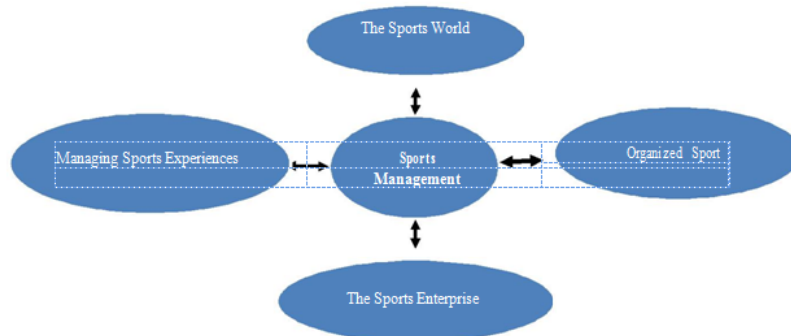 The Sports World
Managing Sports Experiences
Sports
Management
Organized Sport
The Sports Enterprise